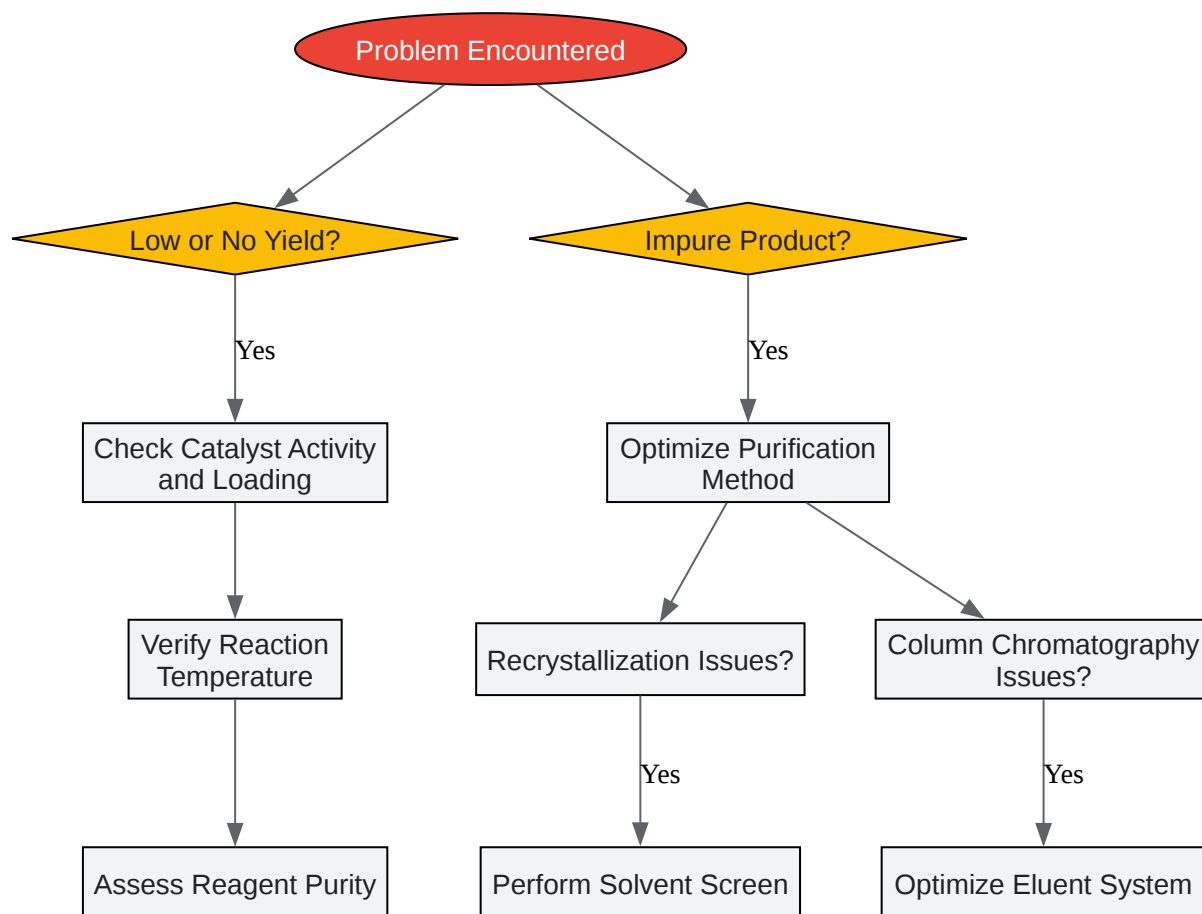 Problem Encountered
Low or No Yield?
Impure Product?
Yes
Yes
Check Catalyst Activity
and Loading
Optimize Purification
Method
Verify Reaction
Temperature
Recrystallization Issues?
Column Chromatography
Issues?
Yes
Yes
Assess Reagent Purity
Perform Solvent Screen
Optimize Eluent System